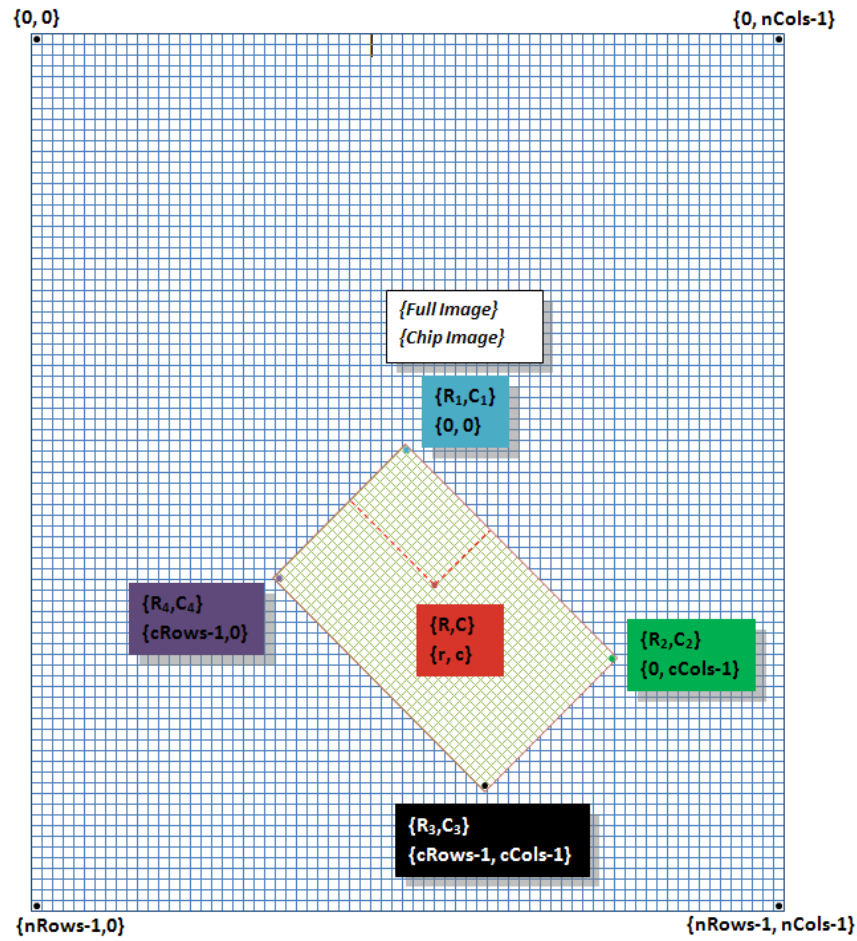 {0, 0}
{0, nCols-1}
{Full Image}
{Chip Image}
{R₁,C₁}
{0, 0}
{R₄,C₄}
{cRows-1,0}
{R,C}
{r, c}
{R₂,C₂}
{0, cCols-1}
{R₃,C₃}
{cRows-1, cCols-1}
{nRows-1,0}
{nRows-1, nCols-1}